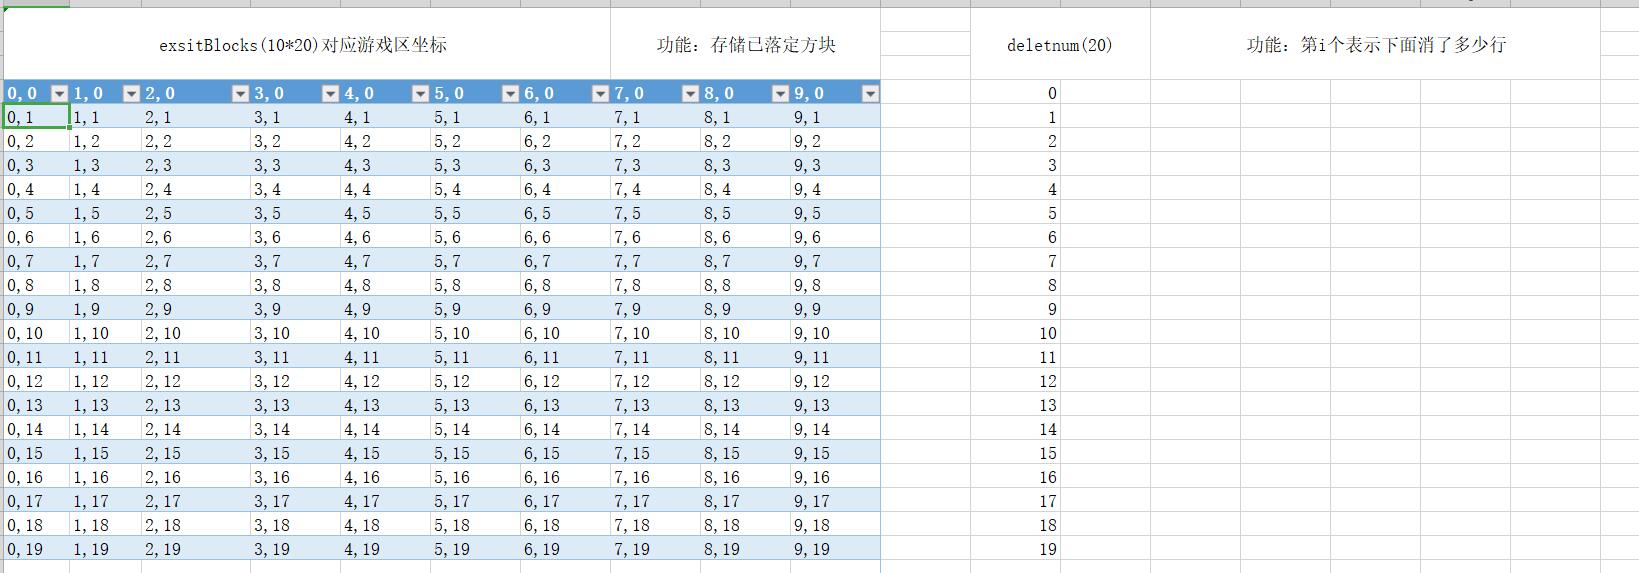 exsitBlocks(10*20)对应游戏区坐标 功能: 存储已落定方块 deletnum(20) 功能: 第i个表示下面消了多少行
0,0 1,0 2,0 3,0 4,0 5,0 6,0 7,0 8,0 9,0 0
0,1 1,1 2,1 3,1 4,1 5,1 6,1 7,1 8,1 9,1 1
0,2 1,2 2,2 3,2 4,2 5,2 6,2 7,2 8,2 9,2 2
0,3 1,3 2,3 3,3 4,3 5,3 6,3 7,3 8,3 9,3 3
0,4 1,4 2,4 3,4 4,4 5,4 6,4 7,4 8,4 9,4 4
0,5 1,5 2,5 3,5 4,5 5,5 6,5 7,5 8,5 9,5 5
0,6 1,6 2,6 3,6 4,6 5,6 6,6 7,6 8,6 9,6 6
0,7 1,7 2,7 3,7 4,7 5,7 6,7 7,7 8,7 9,7 7
0,8 1,8 2,8 3,8 4,8 5,8 6,8 7,8 8,8 9,8 8
0,9 1,9 2,9 3,9 4,9 5,9 6,9 7,9 8,9 9,9 9
0,10 1,10 2,10 3,10 4,10 5,10 6,10 7,10 8,10 9,10 10
0,11 1,11 2,11 3,11 4,11 5,11 6,11 7,11 8,11 9,11 11
0,12 1,12 2,12 3,12 4,12 5,12 6,12 7,12 8,12 9,12 12
0,13 1,13 2,13 3,13 4,13 5,13 6,13 7,13 8,13 9,13 13
0,14 1,14 2,14 3,14 4,14 5,14 6,14 7,14 8,14 9,14 14
0,15 1,15 2,15 3,15 4,15 5,15 6,15 7,15 8,15 9,15 15
0,16 1,16 2,16 3,16 4,16 5,16 6,16 7,16 8,16 9,16 16
0,17 1,17 2,17 3,17 4,17 5,17 6,17 7,17 8,17 9,17 17
0,18 1,18 2,18 3,18 4,18 5,18 6,18 7,18 8,18 9,18 18
0,19 1,19 2,19 3,19 4,19 5,19 6,19 7,19 8,19 9,19 19